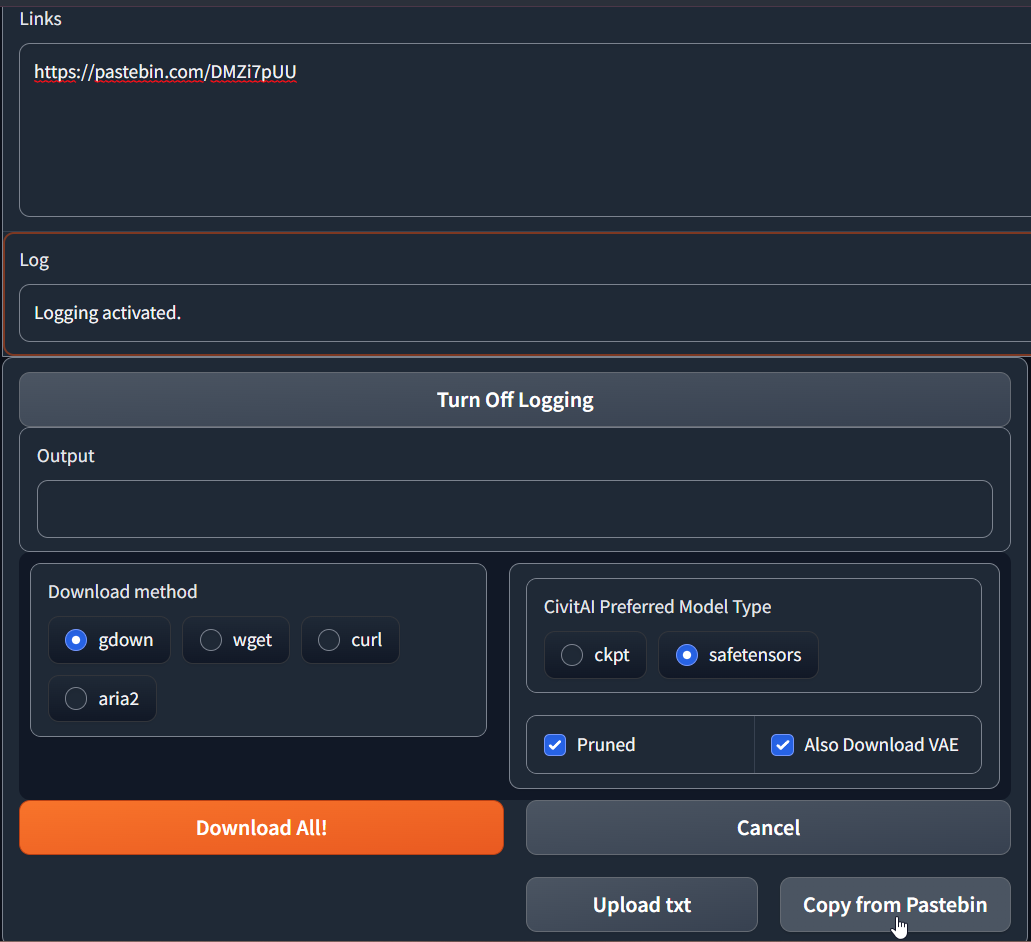 Links
https://pastebin.com/DMZi7pUU
Log
Logging activated.
Turn Off Logging
Output
Download method
gdown
wget
curl
aria2
CivitAI Preferred Model Type
ckpt
safetensors
Pruned
Also Download VAE
Download All!
Cancel
Upload txt
Copy from Pastebin